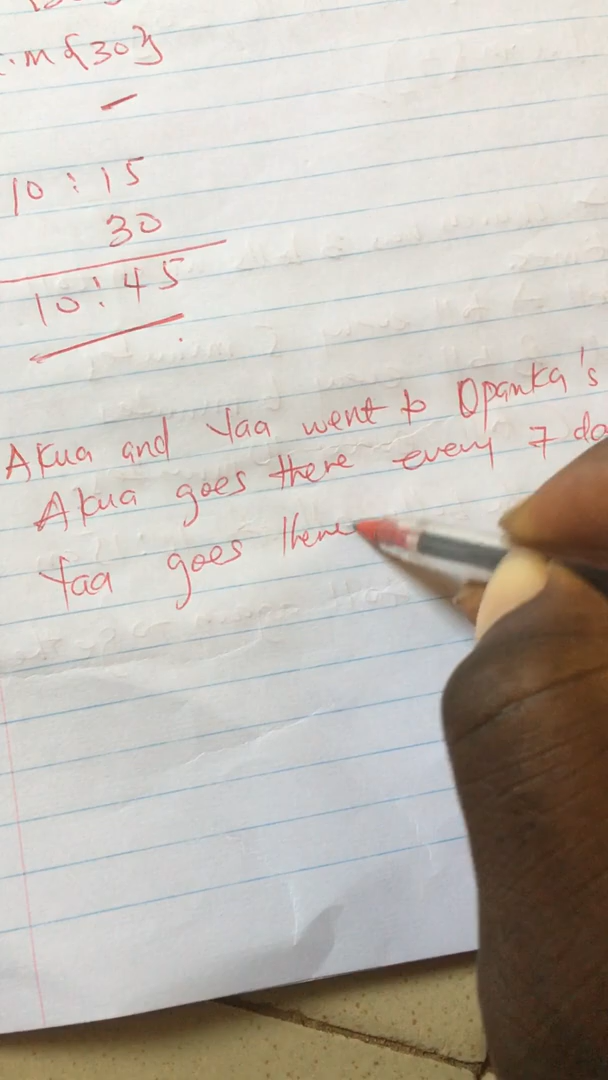 .M {30}
10 : 15
30
10 : 45
Akua and Yaa went to Opanka's
Akua goes there every 7 da
Yaa goes there